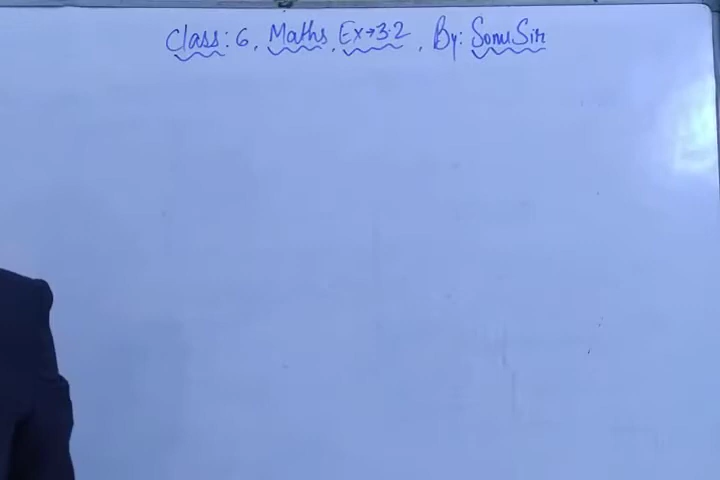 Class: 6, Maths, Ex→3.2, By: Sonu Sir